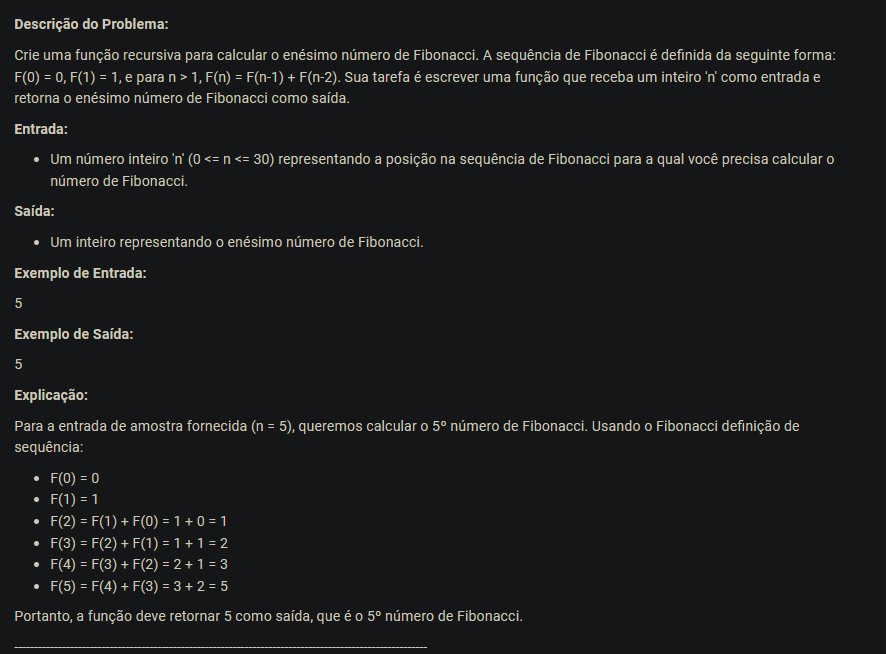 Descrição do Problema:
Crie uma função recursiva para calcular o enésimo número de Fibonacci. A sequência de Fibonacci é definida da seguinte forma:
F(0) = 0, F(1) = 1, e para n > 1, F(n) = F(n-1) + F(n-2). Sua tarefa é escrever uma função que receba um inteiro 'n' como entrada e
retorna o enésimo número de Fibonacci como saída.
Entrada:
• Um número inteiro 'n' (0 <= n <= 30) representando a posição na sequência de Fibonacci para a qual você precisa calcular o
número de Fibonacci.
Saída:
• Um inteiro representando o enésimo número de Fibonacci.
Exemplo de Entrada:
5
Exemplo de Saída:
5
Explicação:
Para a entrada de amostra fornecida (n = 5), queremos calcular o 5º número de Fibonacci. Usando o Fibonacci definição de
sequência:
• F(0) = 0
• F(1) = 1
• F(2) = F(1) + F(0) = 1 + 0 = 1
• F(3) = F(2) + F(1) = 1 + 1 = 2
• F(4) = F(3) + F(2) = 2 + 1 = 3
• F(5) = F(4) + F(3) = 3 + 2 = 5
Portanto, a função deve retornar 5 como saída, que é o 5º número de Fibonacci.